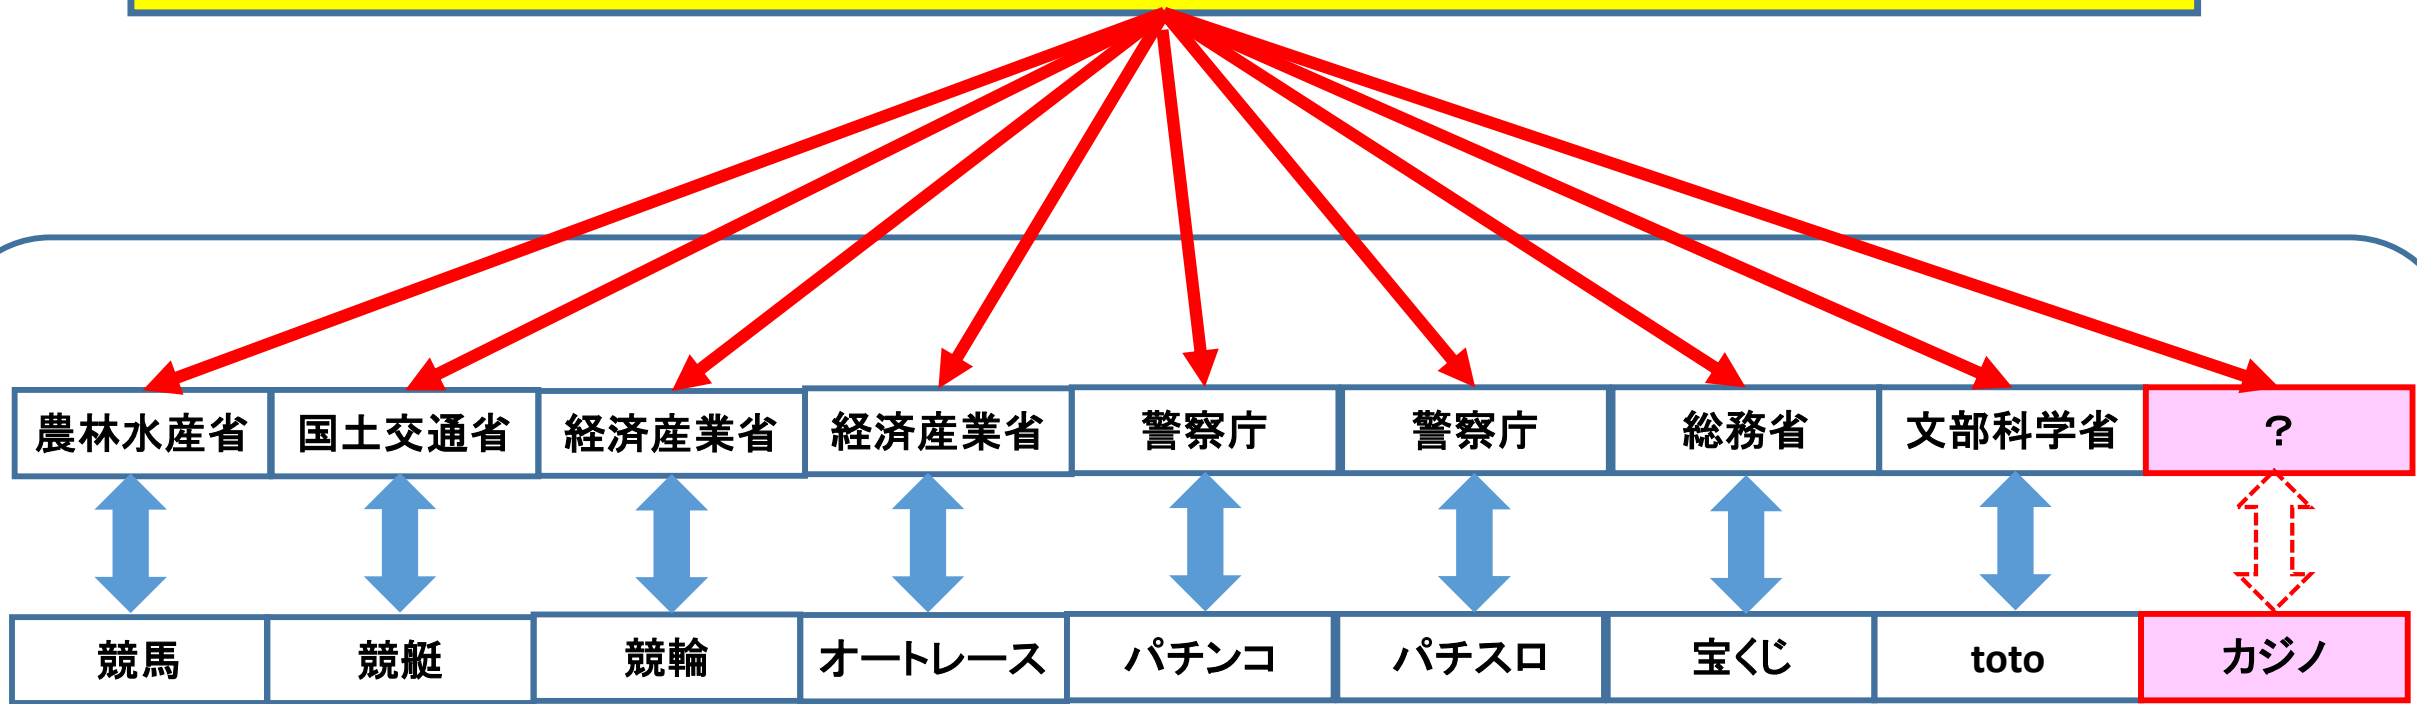 農林水産省 国土交通省 経済産業省 経済産業省 警察庁 警察庁 総務省 文部科学省 ？
競馬 競艇 競輪 オートレース パチンコ パチスロ 宝くじ toto カジノ